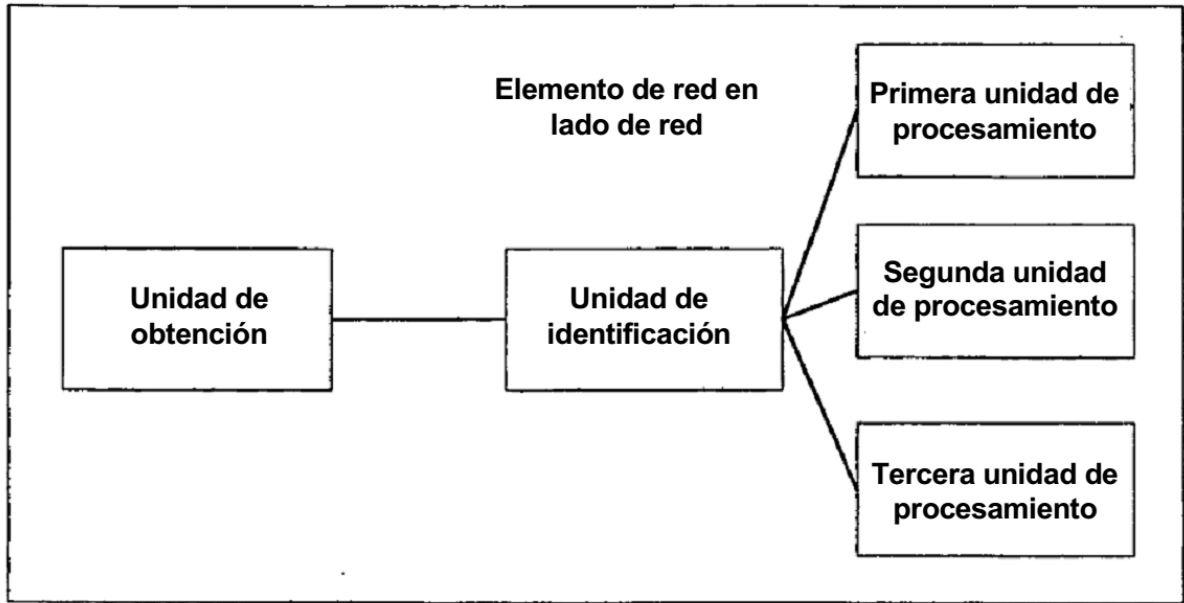 Elemento de red en
lado de red
Primera unidad de
procesamiento
Unidad de
obtención
Unidad de
identificación
Segunda unidad
de procesamiento
Tercera unidad de
procesamiento